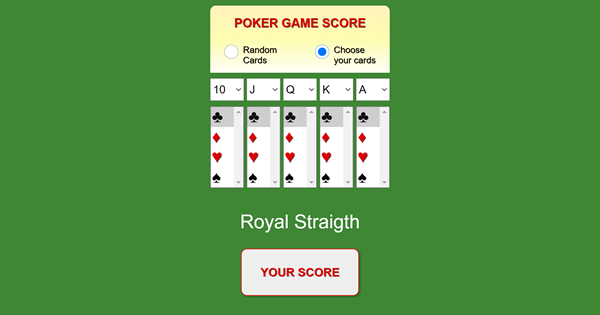 POKER GAME SCORE
Random Choose
Cards your cards
10 J Q K A
♣ ♣ ♣ ♣ ♣
♦ ♦ ♦ ♦ ♦
♥ ♥ ♥ ♥ ♥
♠ ♠ ♠ ♠ ♠
Royal Straigth
YOUR SCORE